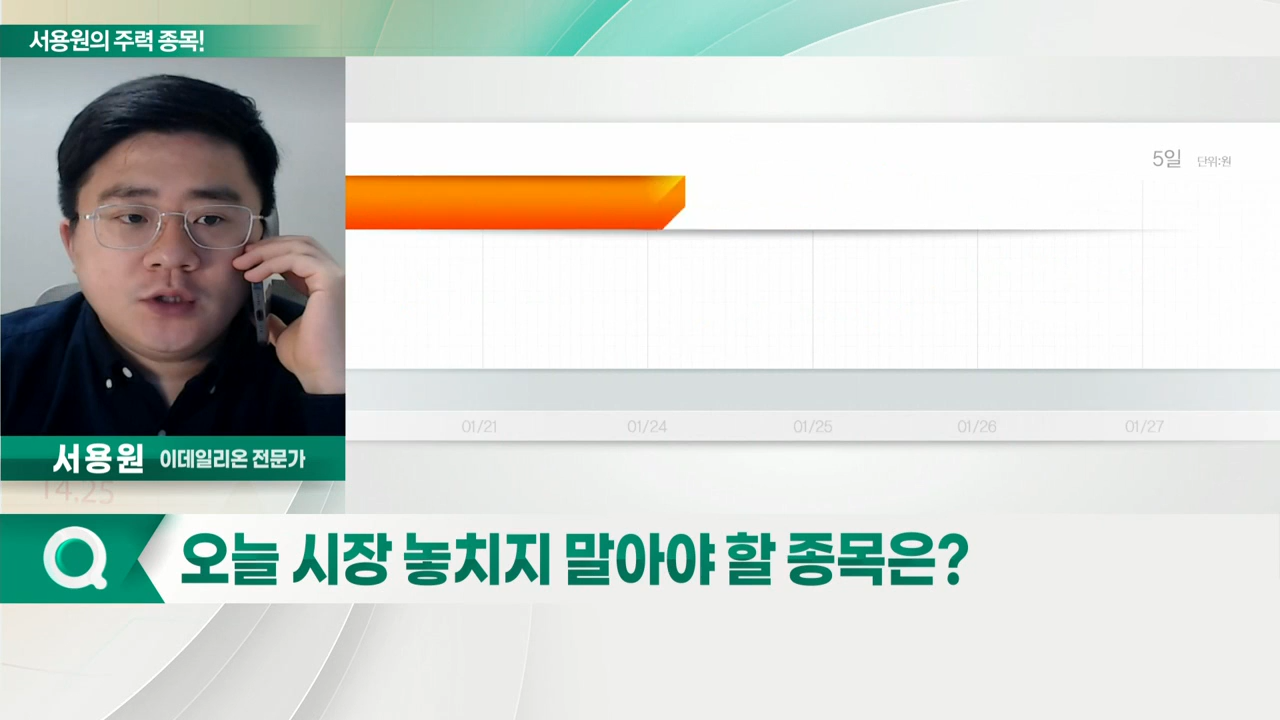 서용원의 주력 종목!
5일 단위:원
01/21 01/24 01/25 01/26 01/27
서용원 이데일리온 전문가
14:25
Q 오늘 시장 놓치지 말아야 할 종목은?